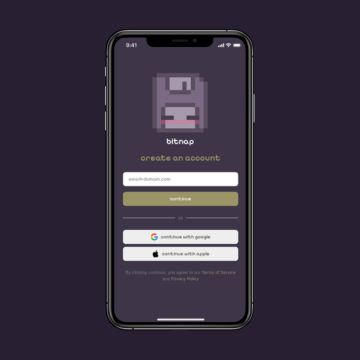 9:41
bitnap
create an account
email@domain.com
continue
or
continue with google
continue with apple
By clicking continue, you agree to our Terms of Service
and Privacy Policy